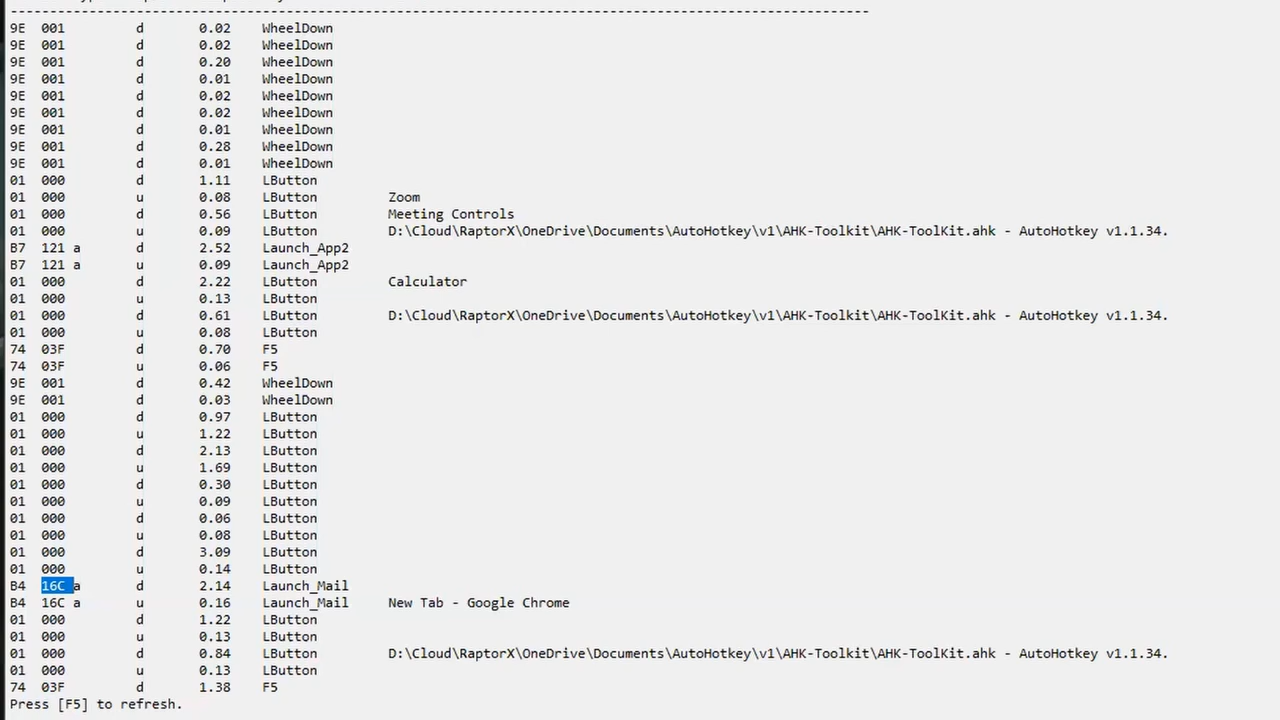 --------------------------------------------------------------------------------------------------------------
9E  001         d       0.02    WheelDown
9E  001         d       0.02    WheelDown
9E  001         d       0.20    WheelDown
9E  001         d       0.01    WheelDown
9E  001         d       0.02    WheelDown
9E  001         d       0.02    WheelDown
9E  001         d       0.01    WheelDown
9E  001         d       0.28    WheelDown
9E  001         d       0.01    WheelDown
01  000         d       1.11    LButton
01  000         u       0.08    LButton         Zoom
01  000         d       0.56    LButton         Meeting Controls
01  000         u       0.09    LButton         D:\Cloud\RaptorX\OneDrive\Documents\AutoHotkey\v1\AHK-Toolkit\AHK-ToolKit.ahk - AutoHotkey v1.1.34.
B7  121 a       d       2.52    Launch_App2
B7  121 a       u       0.09    Launch_App2
01  000         d       2.22    LButton         Calculator
01  000         u       0.13    LButton
01  000         d       0.61    LButton         D:\Cloud\RaptorX\OneDrive\Documents\AutoHotkey\v1\AHK-Toolkit\AHK-ToolKit.ahk - AutoHotkey v1.1.34.
01  000         u       0.08    LButton
74  03F         d       0.70    F5
74  03F         u       0.06    F5
9E  001         d       0.42    WheelDown
9E  001         d       0.03    WheelDown
01  000         d       0.97    LButton
01  000         u       1.22    LButton
01  000         d       2.13    LButton
01  000         u       1.69    LButton
01  000         d       0.30    LButton
01  000         u       0.09    LButton
01  000         d       0.06    LButton
01  000         u       0.08    LButton
01  000         d       3.09    LButton
01  000         u       0.14    LButton
B4  16C a       d       2.14    Launch_Mail
B4  16C a       u       0.16    Launch_Mail     New Tab - Google Chrome
01  000         d       1.22    LButton
01  000         u       0.13    LButton
01  000         d       0.84    LButton         D:\Cloud\RaptorX\OneDrive\Documents\AutoHotkey\v1\AHK-Toolkit\AHK-ToolKit.ahk - AutoHotkey v1.1.34.
01  000         u       0.13    LButton
74  03F         d       1.38    F5
Press [F5] to refresh.